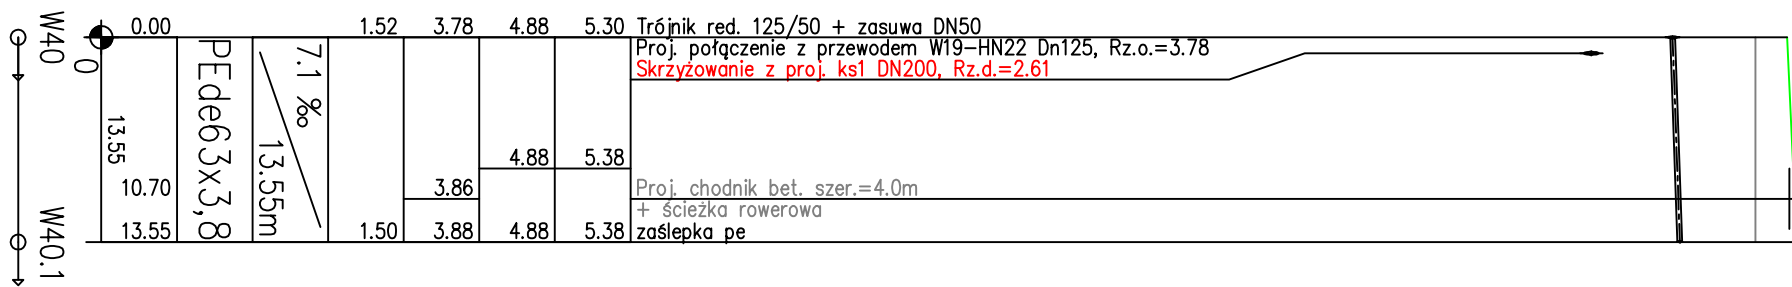 W40
0
0.00 1.52 3.78 4.88 5.30 Trójnik red. 125/50 + zasuwa DN50
Proj. połączenie z przewodem W19-HN22 Dn125, Rz.o.=3.78
Skrzyżowanie z proj. ks1 DN200, Rz.d.=2.61
13.55
PEde63x3,8
7.1 ‰
13.55m
4.88 5.38
10.70 3.86 Proj. chodnik bet. szer.=4.0m
+ ścieżka rowerowa
W40.1
13.55 1.50 3.88 4.88 5.38 zaślepka pe